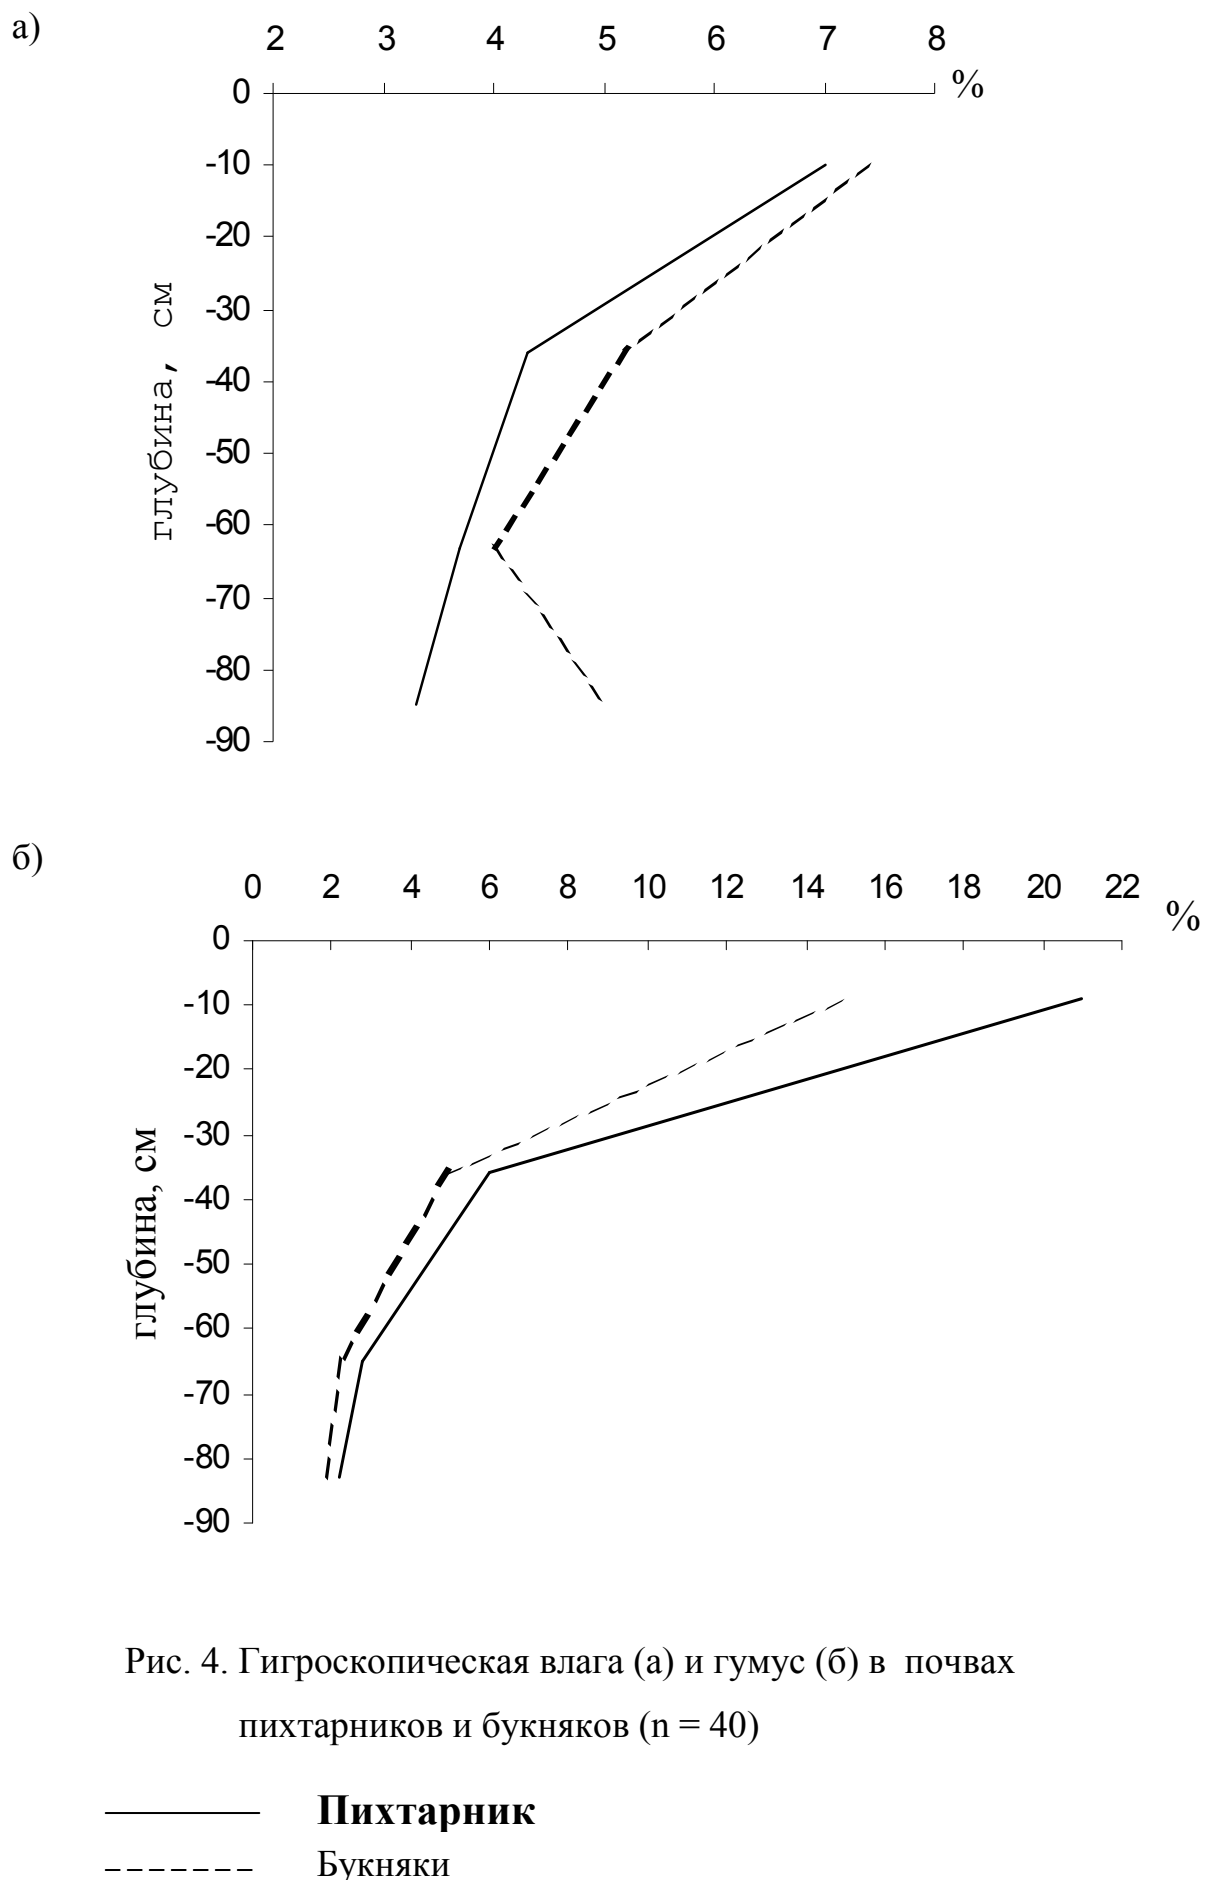 а)
2 3 4 5 6 7 8
%
0
-10
-20
-30
-40
-50
-60
-70
-80
-90
глубина, см
б)
0 2 4 6 8 10 12 14 16 18 20 22
%
0
-10
-20
-30
-40
-50
-60
-70
-80
-90
глубина, см
Рис. 4. Гигроскопическая влага (а) и гумус (б) в почвах
пихтарников и букняков (n = 40)
Пихтарник
Букняки